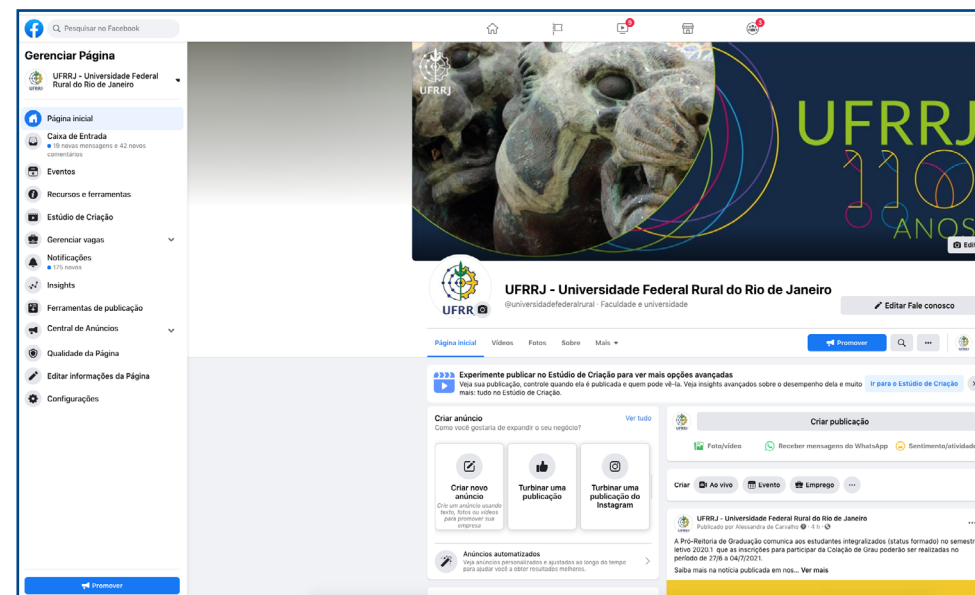 Pesquisar no Facebook
9
3
Gerenciar Página
UFRRJ - Universidade Federal
Rural do Rio de Janeiro
Página inicial
Caixa de Entrada
19 novas mensagens e 42 novos
comentários
Eventos
Recursos e ferramentas
Estúdio de Criação
Gerenciar vagas
Notificações
175 novos
Insights
Ferramentas de publicação
Central de Anúncios
Qualidade da Página
Editar informações da Página
Configurações
Promover
UFRRJ
UFRRJ
110
ANOS
Edit
UFRR
UFRRJ - Universidade Federal Rural do Rio de Janeiro
@universidadefederalrural · Faculdade e universidade
Editar Fale conosco
Página inicial Vídeos Fotos Sobre Mais
Promover
Experimente publicar no Estúdio de Criação para ver mais opções avançadas
Veja sua publicação, controle quando ela é publicada e quem pode vê-la. Veja insights avançados sobre o desempenho dela e muito
mais: tudo no Estúdio de Criação.
Ir para o Estúdio de Criação
Criar anúncio
Ver tudo
Como você gostaria de expandir o seu negócio?
Criar novo
anúncio
Crie um anúncio usando
texto, fotos ou vídeos
para promover sua
empresa
Turbinar uma
publicação
Turbinar uma
publicação do
Instagram
Anúncios automatizados
Veja anúncios personalizados e ajustados ao longo do tempo
para ajudar você a obter resultados melhores.
Criar publicação
Foto/vídeo Receber mensagens do WhatsApp Sentimento/atividade
Criar Ao vivo Evento Emprego
UFRRJ - Universidade Federal Rural do Rio de Janeiro
Publicado por Alessandra de Carvalho · 4 h ·
A Pró-Reitoria de Graduação comunica aos estudantes integralizados (status formado) no semestre
letivo 2020.1 que as inscrições para participar da Colação de Grau poderão ser realizadas no
período de 27/6 a 04/7/2021.
Saiba mais na notícia publicada em nos... Ver mais